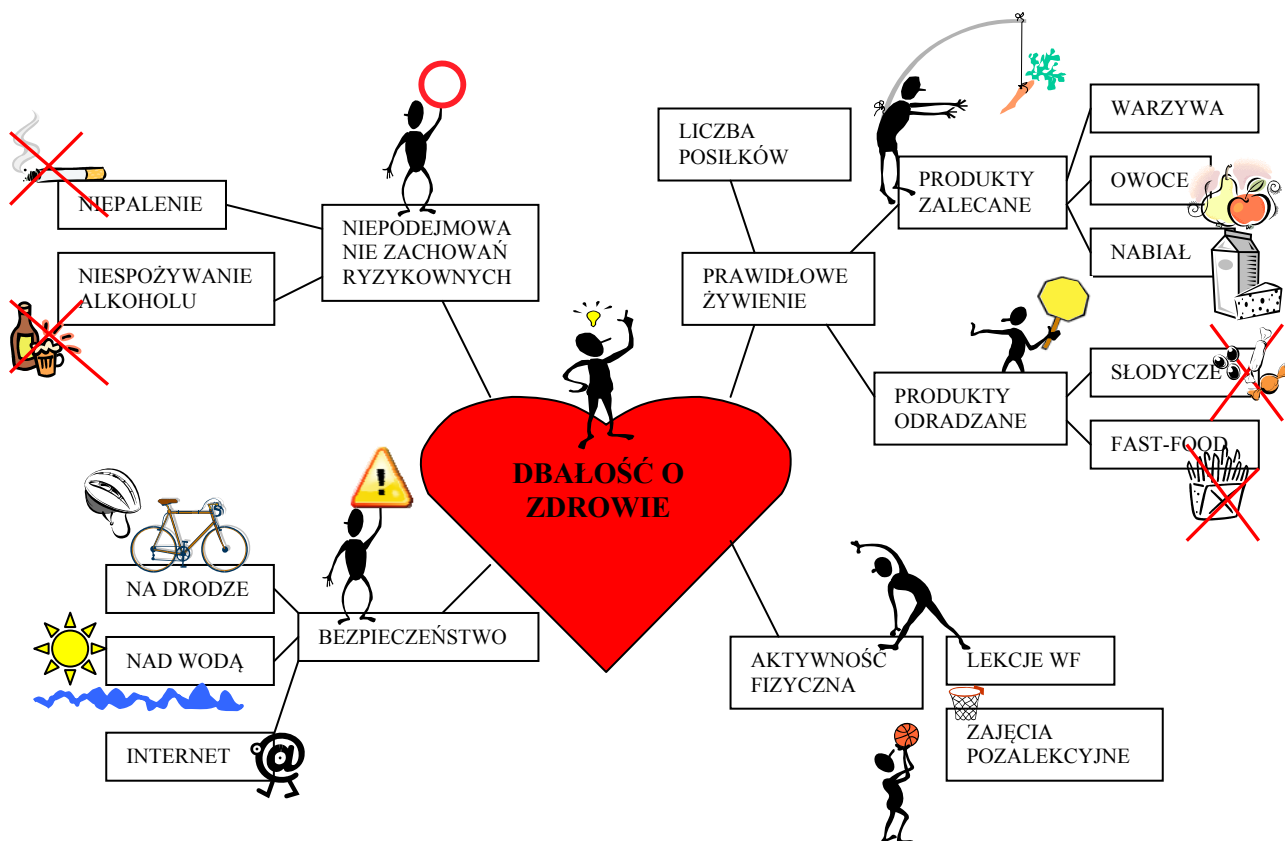 NIEPALENIE
NIESPOŻYWANIE
ALKOHOLU
NIEPODEJMOWA
NIE ZACHOWAŃ
RYZYKOWNYCH
LICZBA
POSIŁKÓW
PRAWIDŁOWE
ŻYWIENIE
PRODUKTY
ZALECANE
WARZYWA
OWOCE
NABIAŁ
PRODUKTY
ODRADZANE
SŁODYCZE
FAST-FOOD
DBAŁOŚĆ O
ZDROWIE
!
BEZPIECZEŃSTWO
NA DRODZE
NAD WODĄ
INTERNET
@
AKTYWNOŚĆ
FIZYCZNA
LEKCJE WF
ZAJĘCIA
POZALEKCYJNE